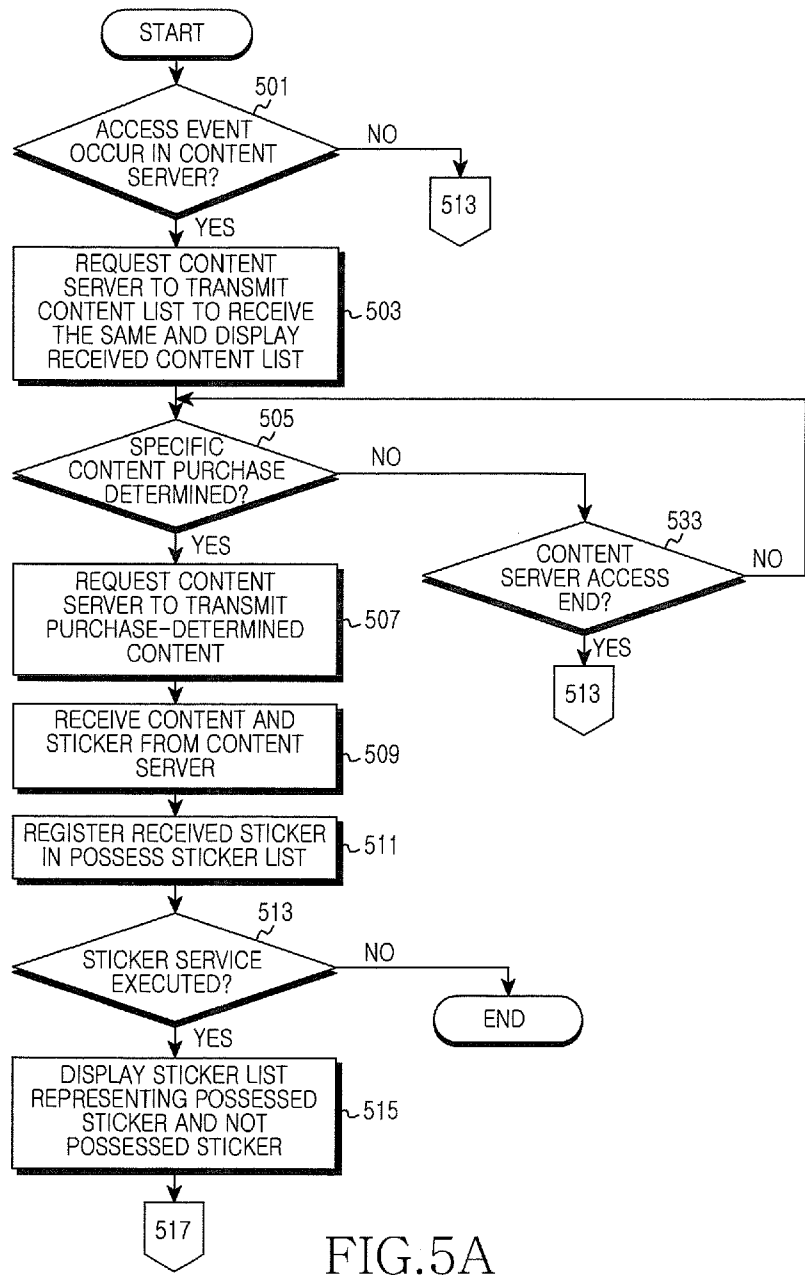 START
501
ACCESS EVENT
OCCUR IN CONTENT
SERVER?
NO
513
YES
REQUEST CONTENT
SERVER TO TRANSMIT
CONTENT LIST TO RECEIVE
THE SAME AND DISPLAY
RECEIVED CONTENT LIST
503
505
SPECIFIC
CONTENT PURCHASE
DETERMINED?
NO
533
CONTENT
SERVER ACCESS
END?
NO
YES
513
YES
REQUEST CONTENT
SERVER TO TRANSMIT
PURCHASE-DETERMINED
CONTENT
507
RECEIVE CONTENT AND
STICKER FROM CONTENT
SERVER
509
REGISTER RECEIVED STICKER
IN POSSESS STICKER LIST
511
513
STICKER SERVICE
EXECUTED?
NO
END
YES
DISPLAY STICKER LIST
REPRESENTING POSSESSED
STICKER AND NOT
POSSESSED STICKER
515
517
FIG.5A